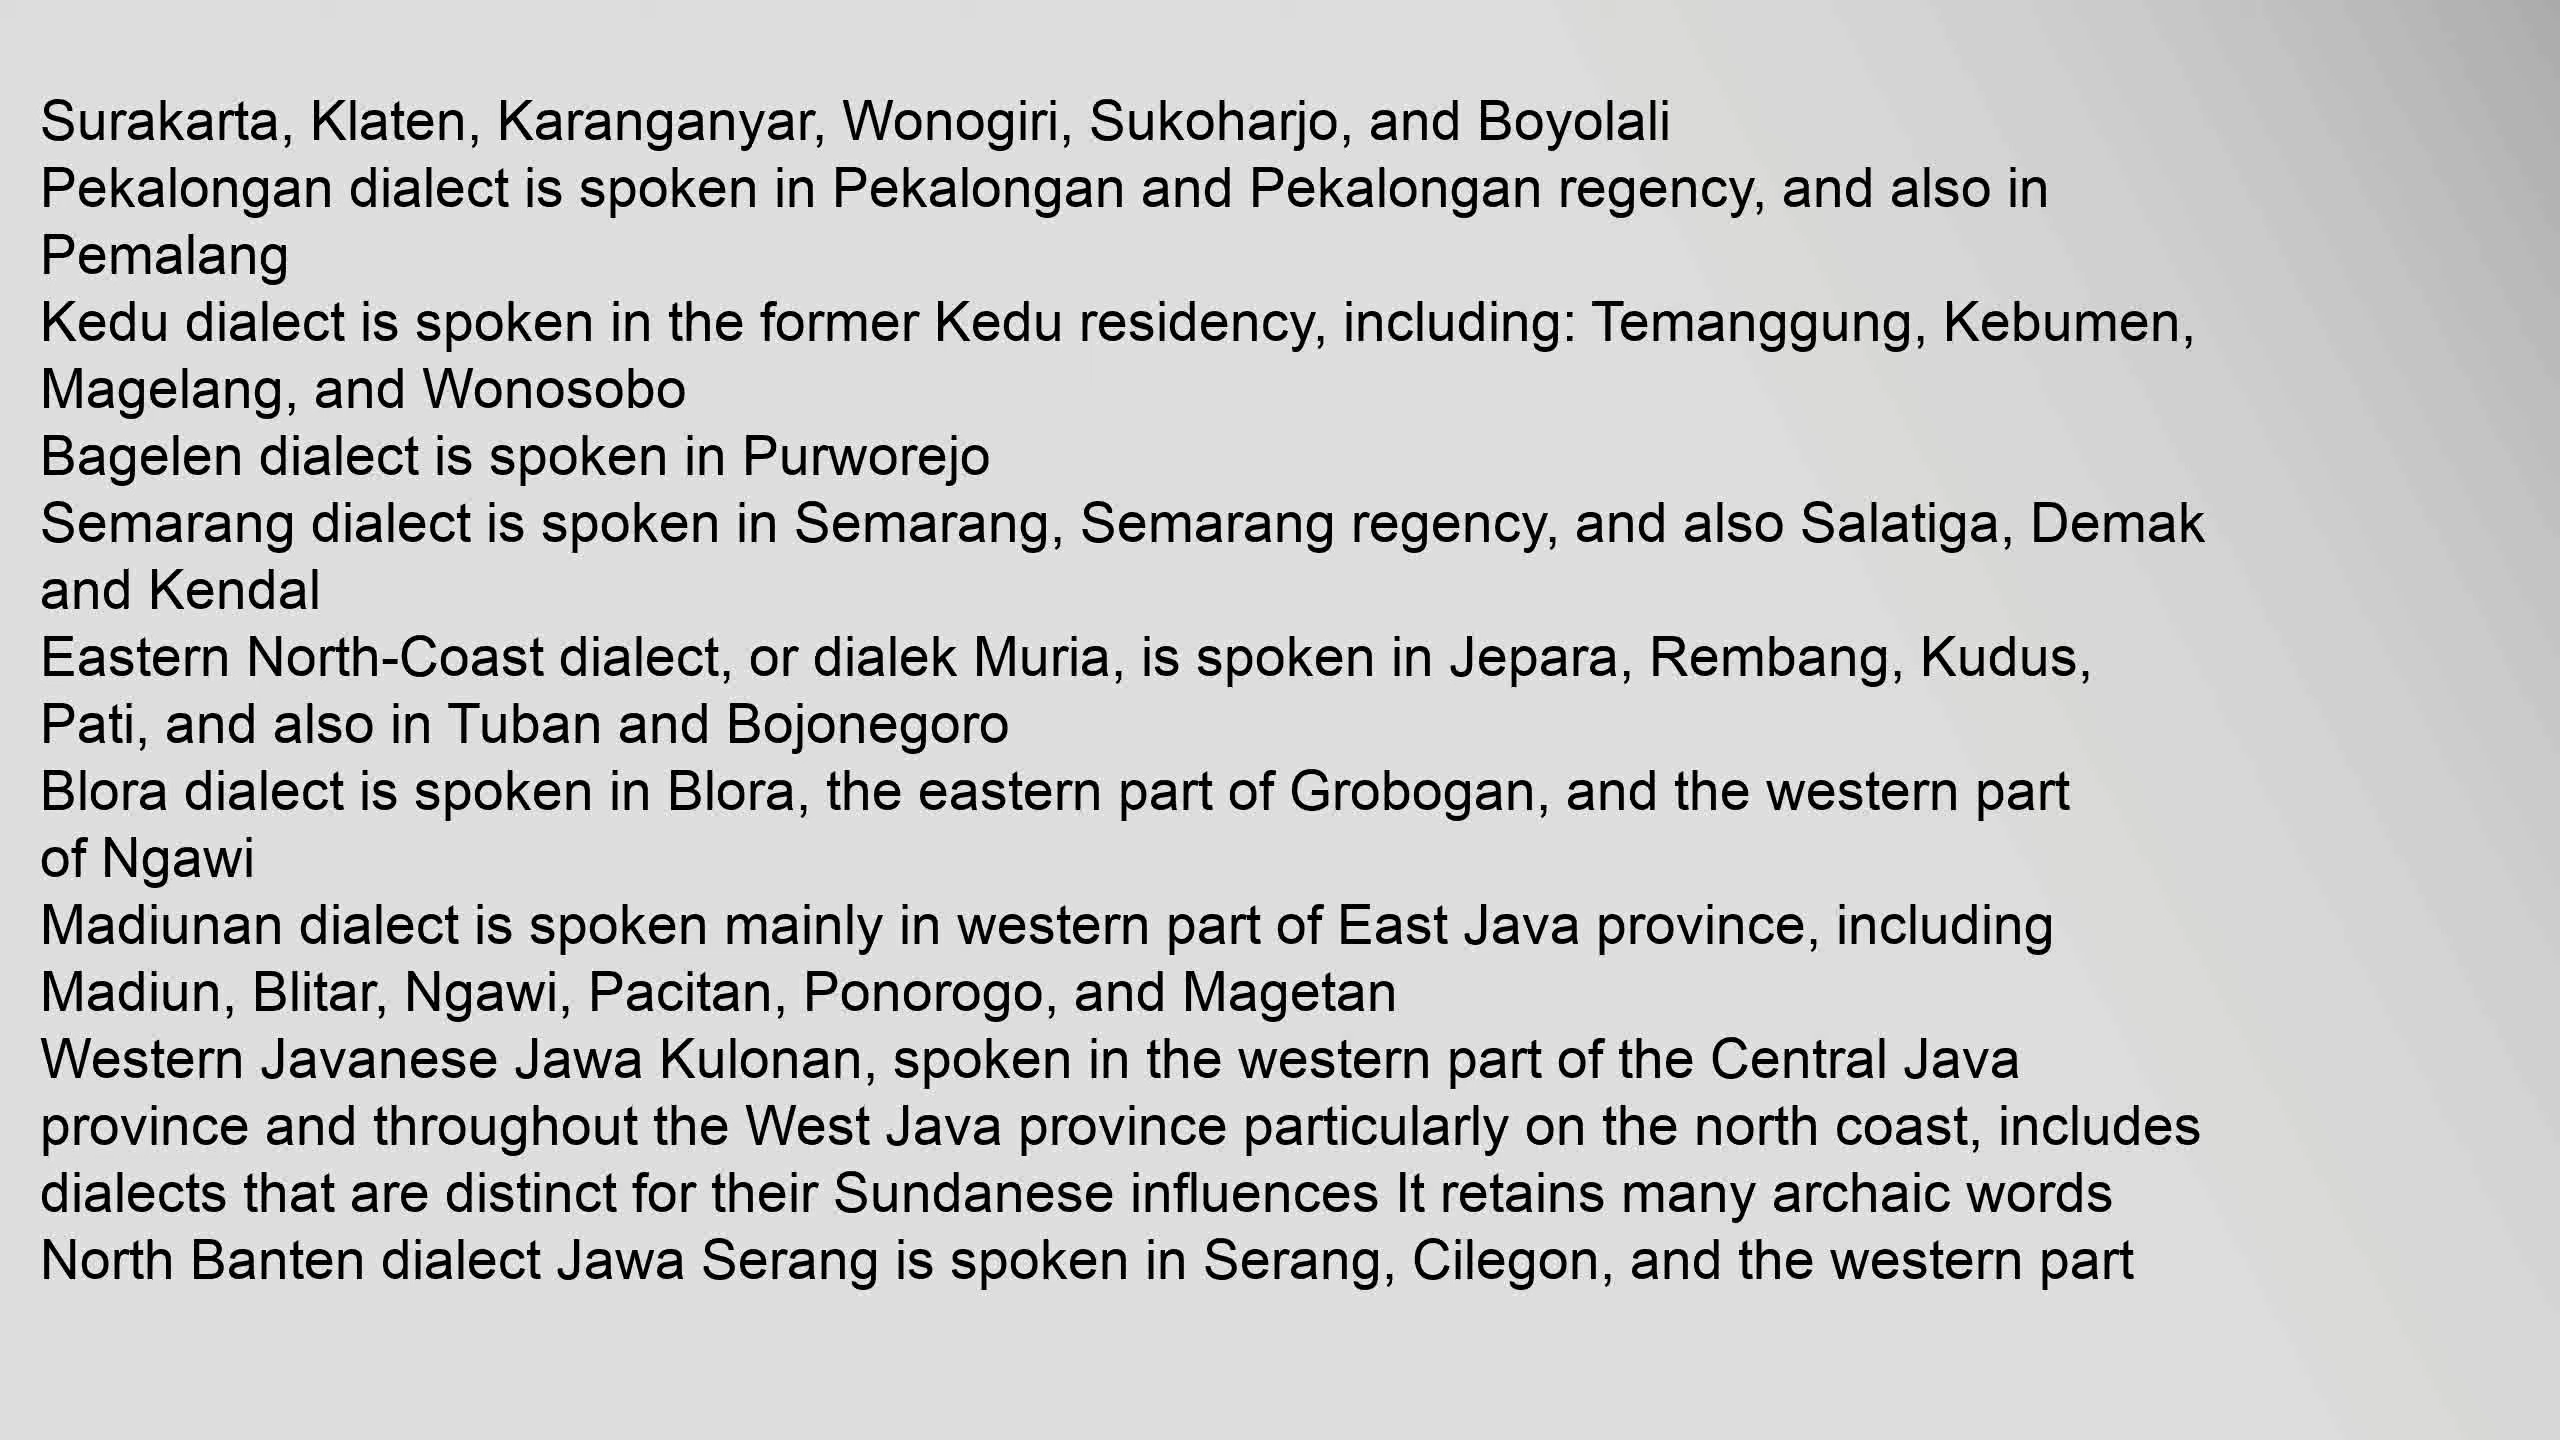 Surakarta, Klaten, Karanganyar, Wonogiri, Sukoharjo, and Boyolali
Pekalongan dialect is spoken in Pekalongan and Pekalongan regency, and also in
Pemalang
Kedu dialect is spoken in the former Kedu residency, including: Temanggung, Kebumen,
Magelang, and Wonosobo
Bagelen dialect is spoken in Purworejo
Semarang dialect is spoken in Semarang, Semarang regency, and also Salatiga, Demak
and Kendal
Eastern North-Coast dialect, or dialek Muria, is spoken in Jepara, Rembang, Kudus,
Pati, and also in Tuban and Bojonegoro
Blora dialect is spoken in Blora, the eastern part of Grobogan, and the western part
of Ngawi
Madiunan dialect is spoken mainly in western part of East Java province, including
Madiun, Blitar, Ngawi, Pacitan, Ponorogo, and Magetan
Western Javanese Jawa Kulonan, spoken in the western part of the Central Java
province and throughout the West Java province particularly on the north coast, includes
dialects that are distinct for their Sundanese influences It retains many archaic words
North Banten dialect Jawa Serang is spoken in Serang, Cilegon, and the western part